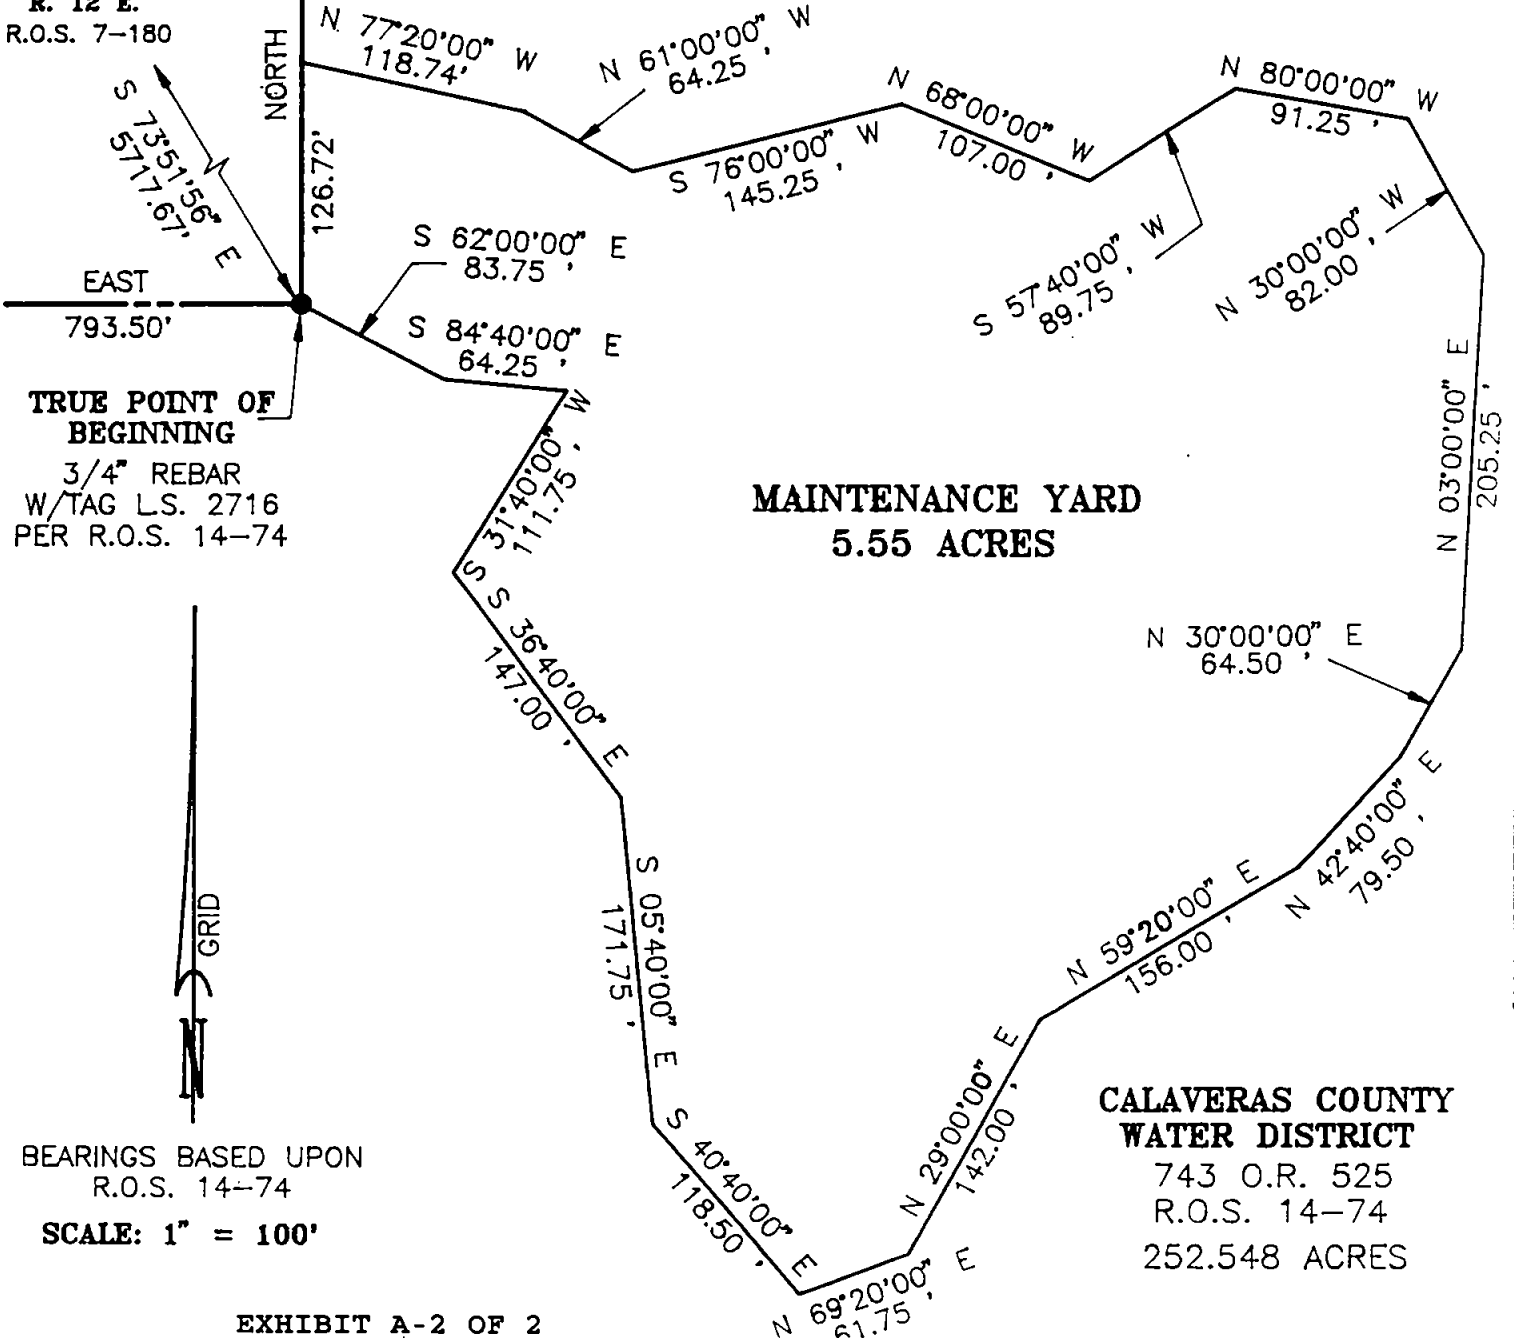 R. 12 E.
R.O.S. 7-180
S 73°51'56" E
5717.67'
NORTH
126.72'
N 77°20'00" W
118.74'
N 61°00'00" W
64.25'
S 76°00'00" W
145.25'
N 68°00'00" W
107.00'
S 57°40'00" W
89.75'
N 80°00'00" W
91.25'
N 30°00'00" W
82.00'
N 03°00'00" E
205.25'
EAST
793.50'
S 62°00'00" E
83.75'
S 84°40'00" E
64.25'
TRUE POINT OF
BEGINNING
3/4" REBAR
W/TAG L.S. 2716
PER R.O.S. 14-74
S 31°40'00" W
111.75'
MAINTENANCE YARD
5.55 ACRES
S 36°40'00" E
147.00'
N 30°00'00" E
64.50'
N 42°40'00" E
79.50'
N 59°20'00" E
156.00'
S 05°40'00" E
171.75'
GRID
N
BEARINGS BASED UPON
R.O.S. 14-74
SCALE: 1" = 100'
S 40°40'00" E
118.50'
N 29°00'00" E
142.00'
N 69°20'00" E
61.75'
CALAVERAS COUNTY
WATER DISTRICT
743 O.R. 525
R.O.S. 14-74
252.548 ACRES
EXHIBIT A-2 OF 2